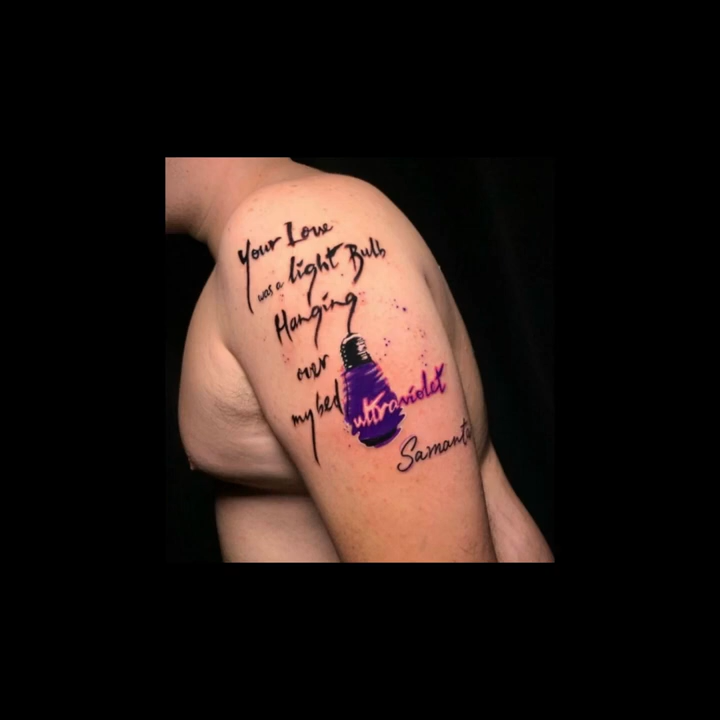 Your Love
was a light Bulb
Hanging
over
my bed
ultraviolet
Samant